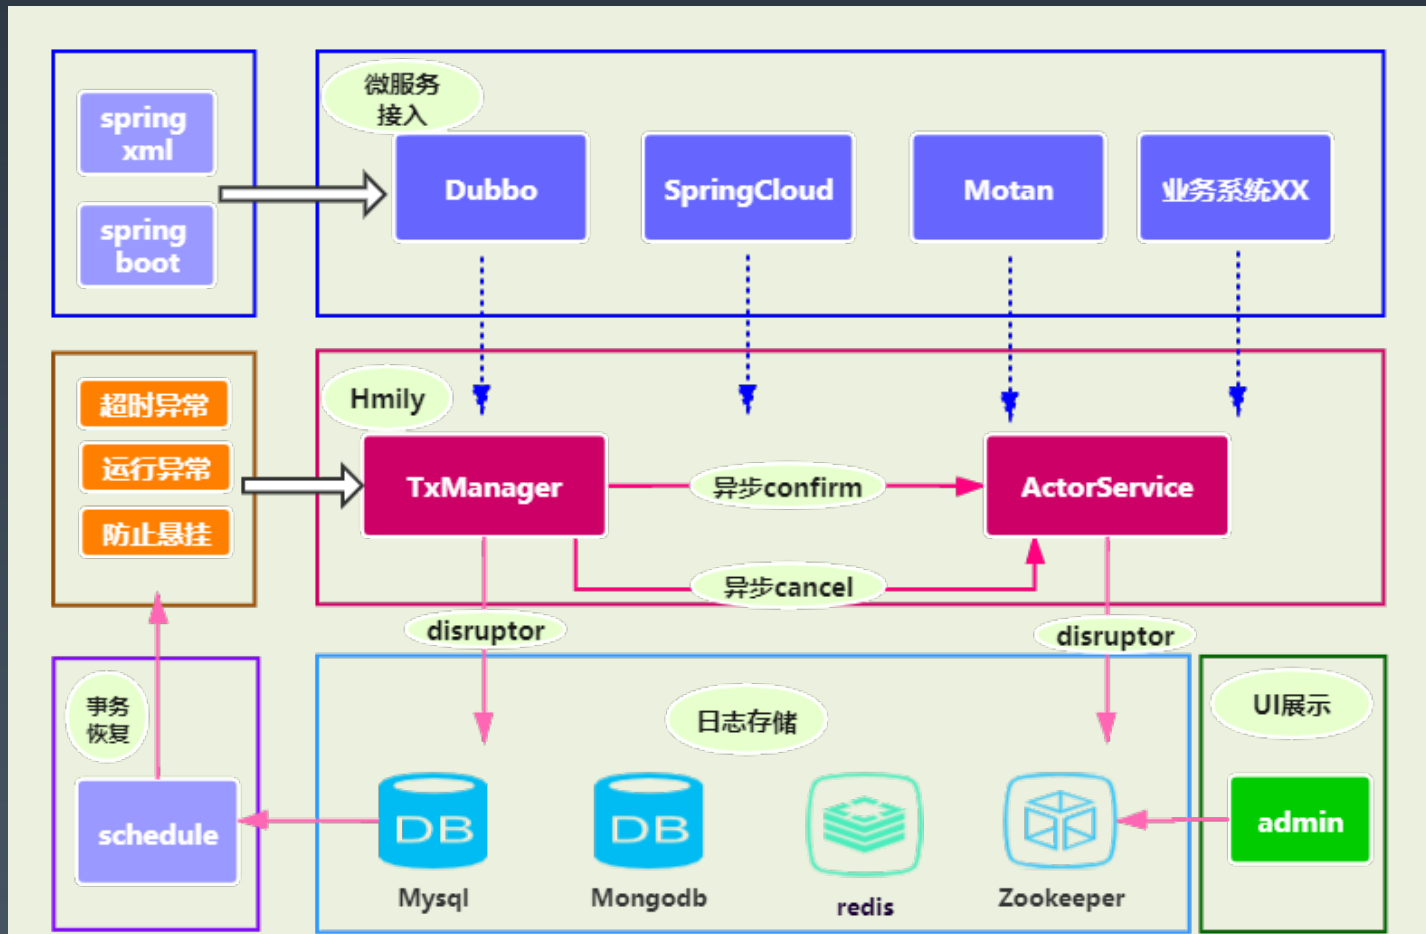 spring
xml
spring
boot
微服务
接入
Dubbo
SpringCloud
Motan
业务系统XX
超时异常
运行异常
防止悬挂
Hmily
TxManager
异步confirm
ActorService
异步cancel
disruptor
disruptor
事务
恢复
schedule
日志存储
DB
Mysql
DB
Mongodb
redis
Zookeeper
UI展示
admin